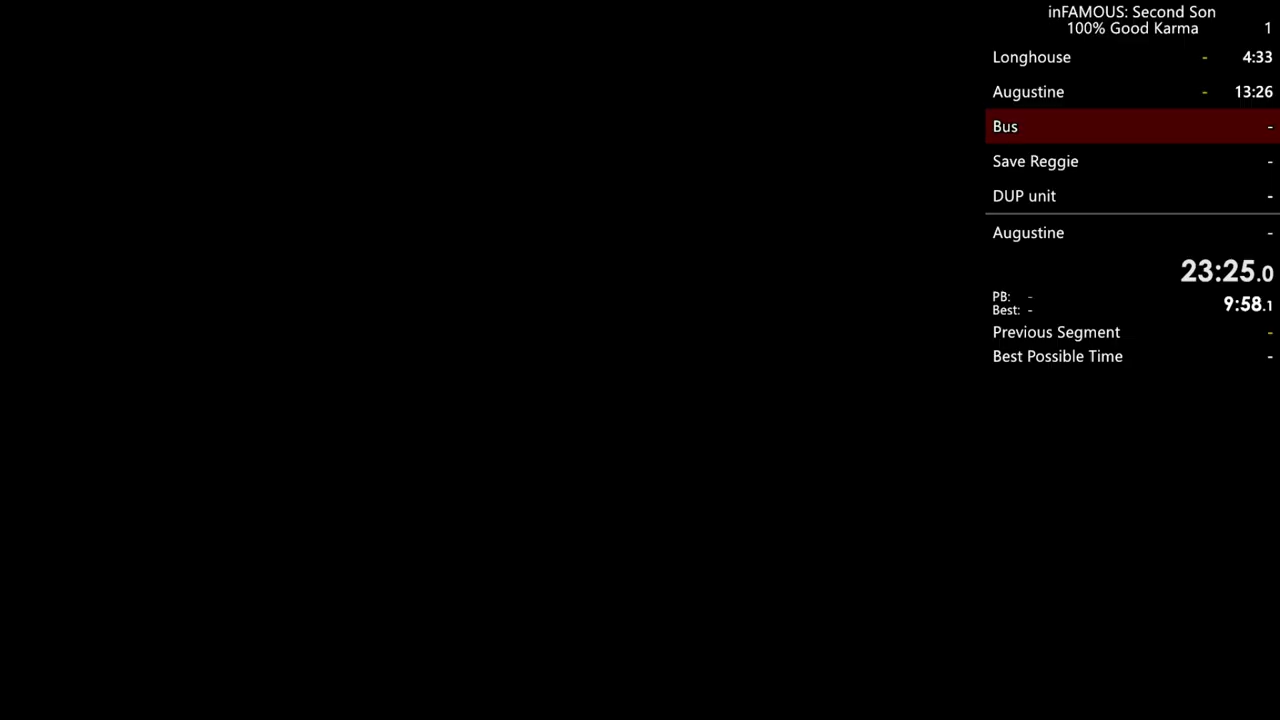 inFAMOUS: Second Son
100% Good Karma 1
Longhouse - 4:33
Augustine - 13:26
Bus -
Save Reggie -
DUP unit -
Augustine -
23:25.0
PB: -
Best: - 9:58.1
Previous Segment -
Best Possible Time -